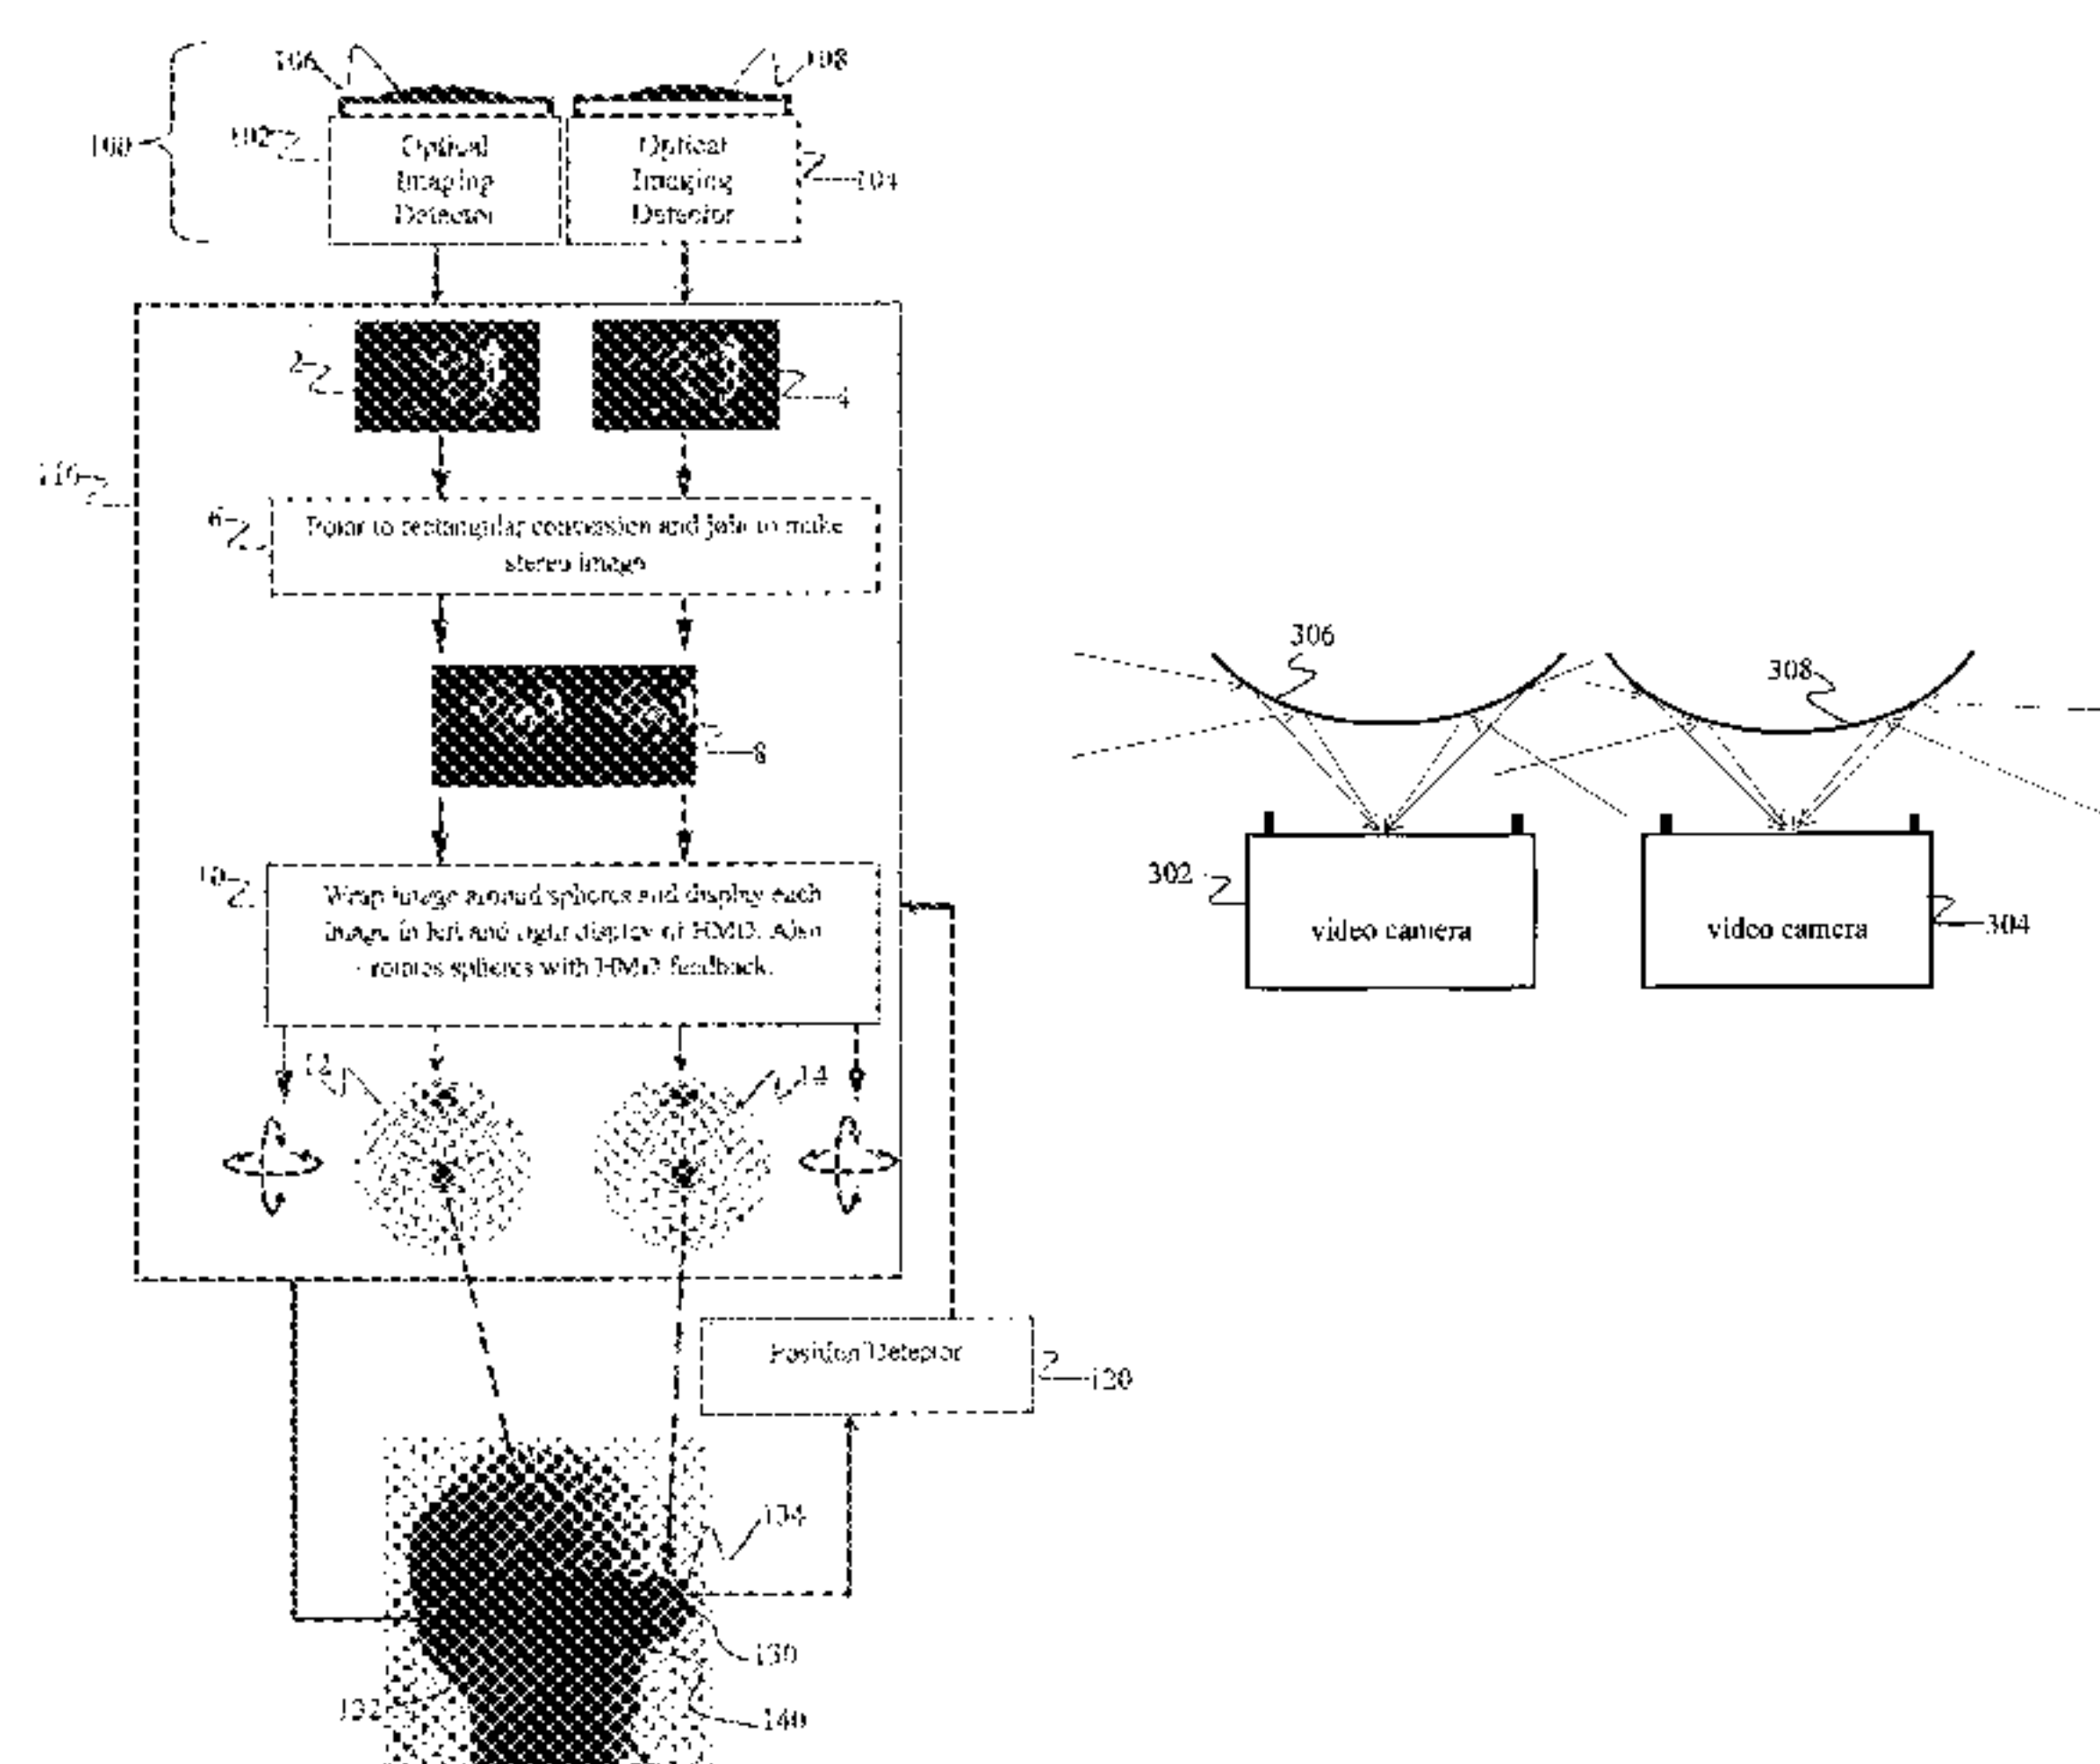 106
108
100
102
104
Optical
Imaging
Detector
Optical
Imaging
Detector
2
4
6
Polar to rectangular conversion and join to make
stereo image
8
10
Wrap image around spheres and display each
image in left and right display of HMD. Also
rotates spheres with HMD feedback.
12
14
Position Detector
120
134
130
132
140
306
308
302
video camera
video camera
304